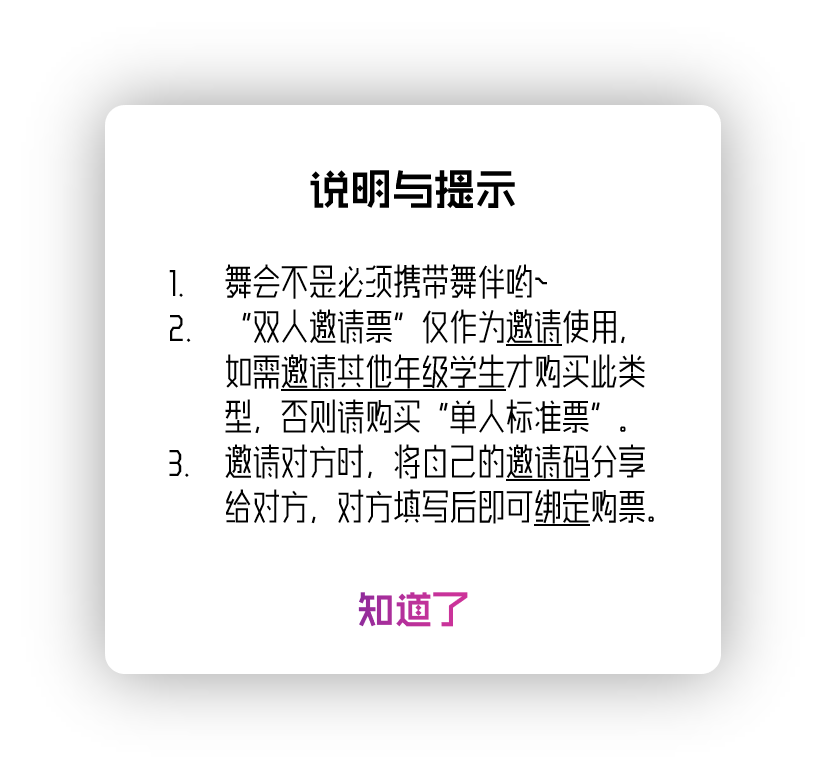 说明与提示
1. 舞会不是必须携带舞伴哟~
2. “双人邀请票”仅作为邀请使用，
如需邀请其他年级学生才购买此类
型，否则请购买“单人标准票”。
3. 邀请对方时，将自己的邀请码分享
给对方，对方填写后即可绑定购票。
知道了